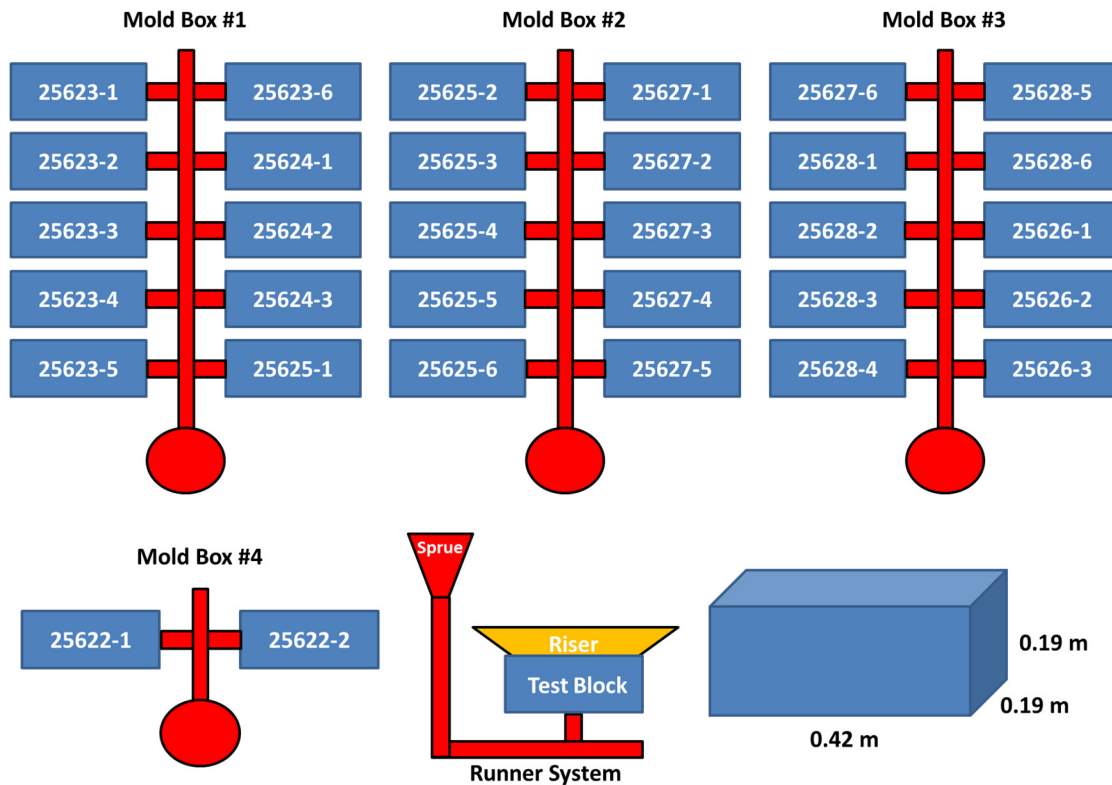 Mold Box #1
25623-1
25623-6
25623-2
25624-1
25623-3
25624-2
25623-4
25624-3
25623-5
25625-1
Mold Box #2
25625-2
25627-1
25625-3
25627-2
25625-4
25627-3
25625-5
25627-4
25625-6
25627-5
Mold Box #3
25627-6
25628-5
25628-1
25628-6
25628-2
25626-1
25628-3
25626-2
25628-4
25626-3
Mold Box #4
25622-1
25622-2
Sprue
Riser
Test Block
Runner System
0.19 m
0.19 m
0.42 m